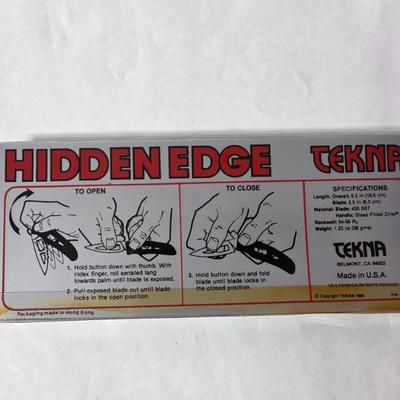 HIDDEN EDGE
TEKNA
TO OPEN
1. Hold button down with thumb. With
index finger, roll serrated tang
towards palm until blade is exposed.
2. Pull exposed blade out until blade
locks in the open position.
TO CLOSE
3. Hold button down and fold
blade until blade locks in
the closed position.
SPECIFICATIONS
Length: Overall, 6.5 in (16.5 cm)
Blade, 2.5 in (6.3 cm)
Material: Blade; 425 SST
Handle; Glass Filled Zytel®
Rockwell: 54-56 Rc
Weight: 1.25 oz
TEKNA
BELMONT, CA 94002
Made in U.S.A.
US & FOREIGN PATENTS PENDING
Packaging made in Hong Kong
© Copyright TEKNA